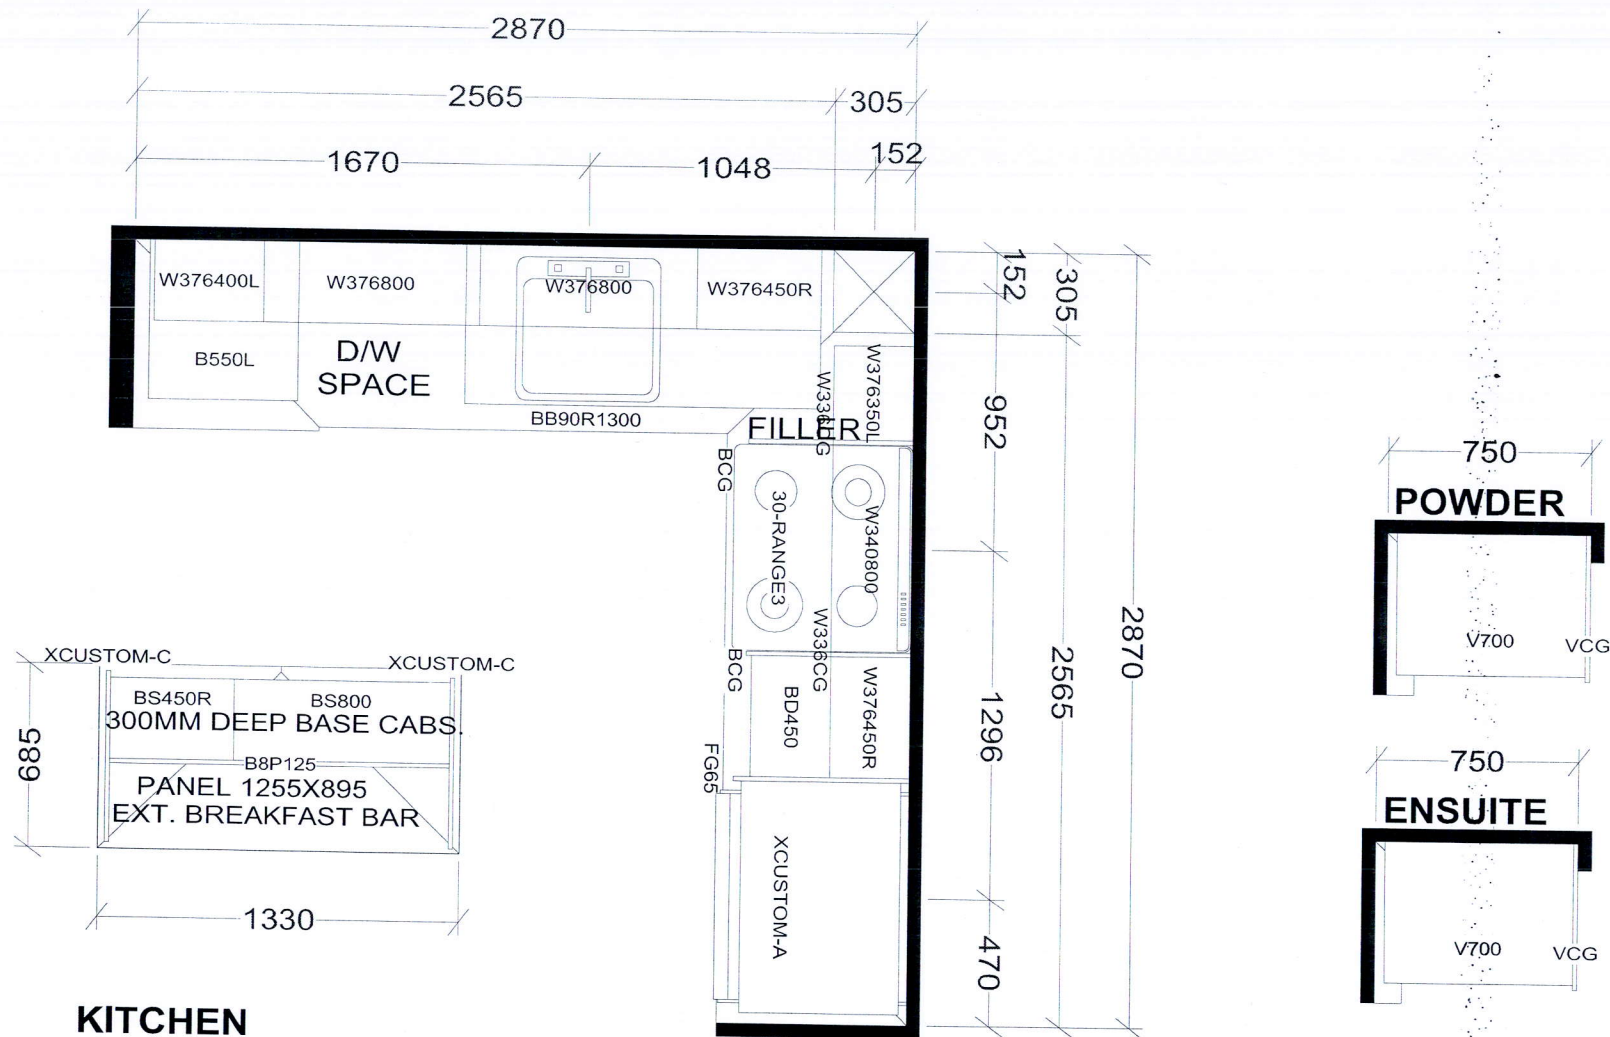 2870
2565
305
1670
1048
152
W376400L
W376800
W376800
W376450R
152
305
B550L
D/W
SPACE
BB90R1300
FILLER
W376350L
BCG
30-RANGE3
W340800
952
2870
2565
1296
470
BCG
W336CG
BD450
W376450R
FG65
XCUSTOM-A
XCUSTOM-C
XCUSTOM-C
BS450R
BS800
300MM DEEP BASE CABS.
B8P125
PANEL 1255X895
EXT. BREAKFAST BAR
685
1330
KITCHEN
750
POWDER
V700
VCG
750
ENSUITE
V700
VCG